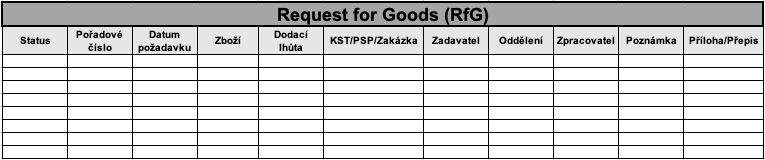 Request for Goods (RfG)
Status
Pořadové číslo
Datum požadavku
Zboží
Dodací lhůta
KST/PSP/Zakázka
Zadavatel
Oddělení
Zpracovatel
Poznámka
Příloha/Přepis